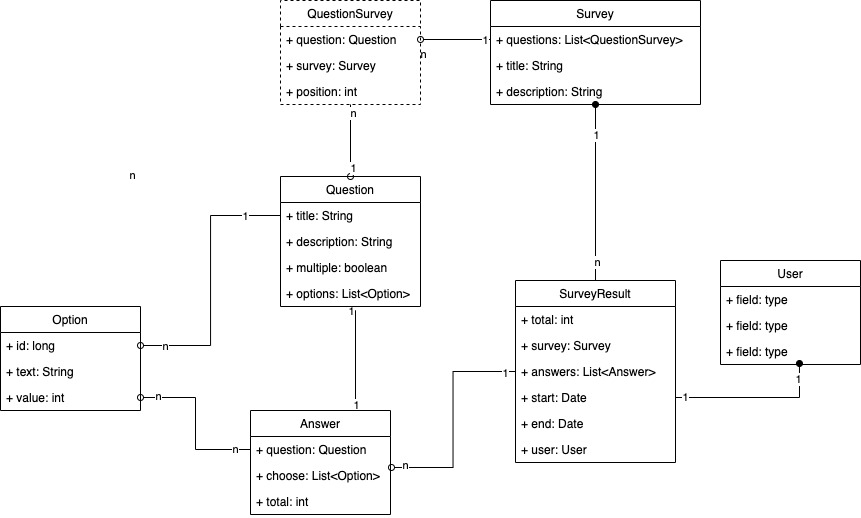 QuestionSurvey
+ question: Question
+ survey: Survey
+ position: int
n
1
Survey
+ questions: List<QuestionSurvey>
+ title: String
+ description: String
n
1
n
1
Question
+ title: String
+ description: String
+ multiple: boolean
+ options: List<Option>
1
n
1
n
SurveyResult
+ total: int
+ survey: Survey
+ answers: List<Answer>
+ start: Date
+ end: Date
+ user: User
User
+ field: type
+ field: type
+ field: type
1
1
Option
+ id: long
+ text: String
+ value: int
n
n
n
1
1
Answer
+ question: Question
+ choose: List<Option>
+ total: int
n
1